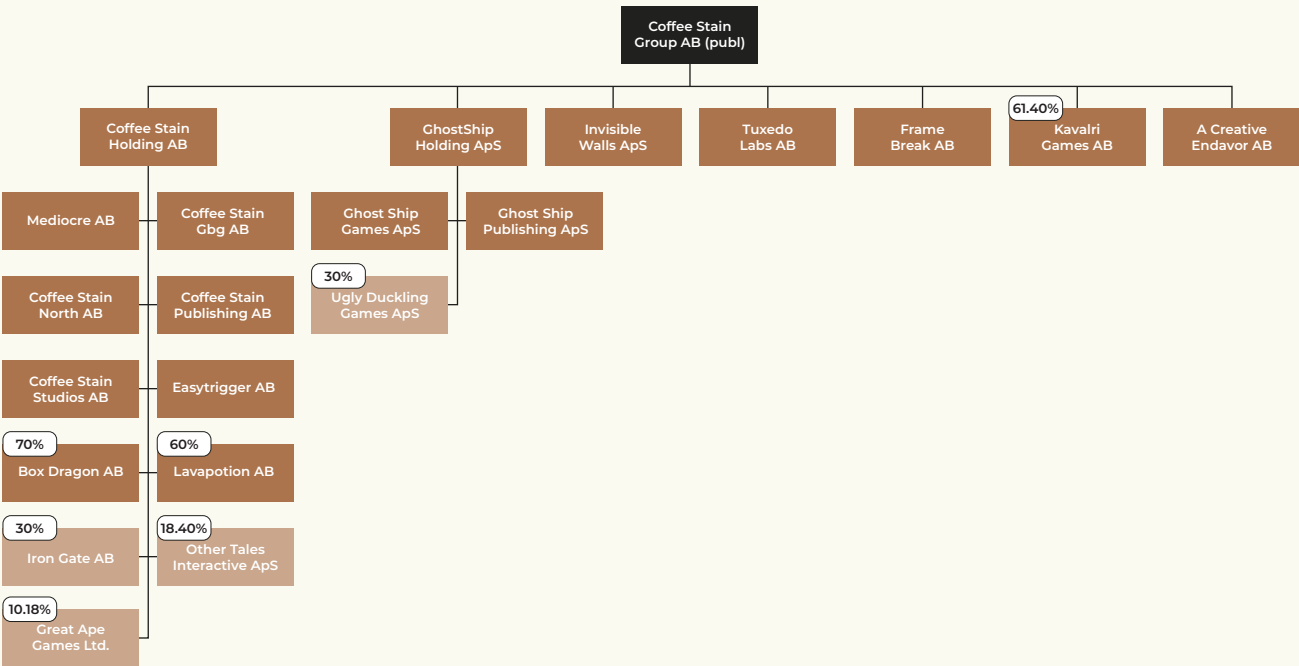 Coffee Stain
Group AB (publ)
Coffee Stain
Holding AB
GhostShip
Holding ApS
Invisible
Walls ApS
Tuxedo
Labs AB
Frame
Break AB
61.40%
Kavalri
Games AB
A Creative
Endavor AB
Mediocre AB
Coffee Stain
Gbg AB
Ghost Ship
Games ApS
Ghost Ship
Publishing ApS
Coffee Stain
North AB
Coffee Stain
Publishing AB
30%
Ugly Duckling
Games ApS
Coffee Stain
Studios AB
Easytrigger AB
70%
Box Dragon AB
60%
Lavapotion AB
30%
Iron Gate AB
18.40%
Other Tales
Interactive ApS
10.18%
Great Ape
Games Ltd.